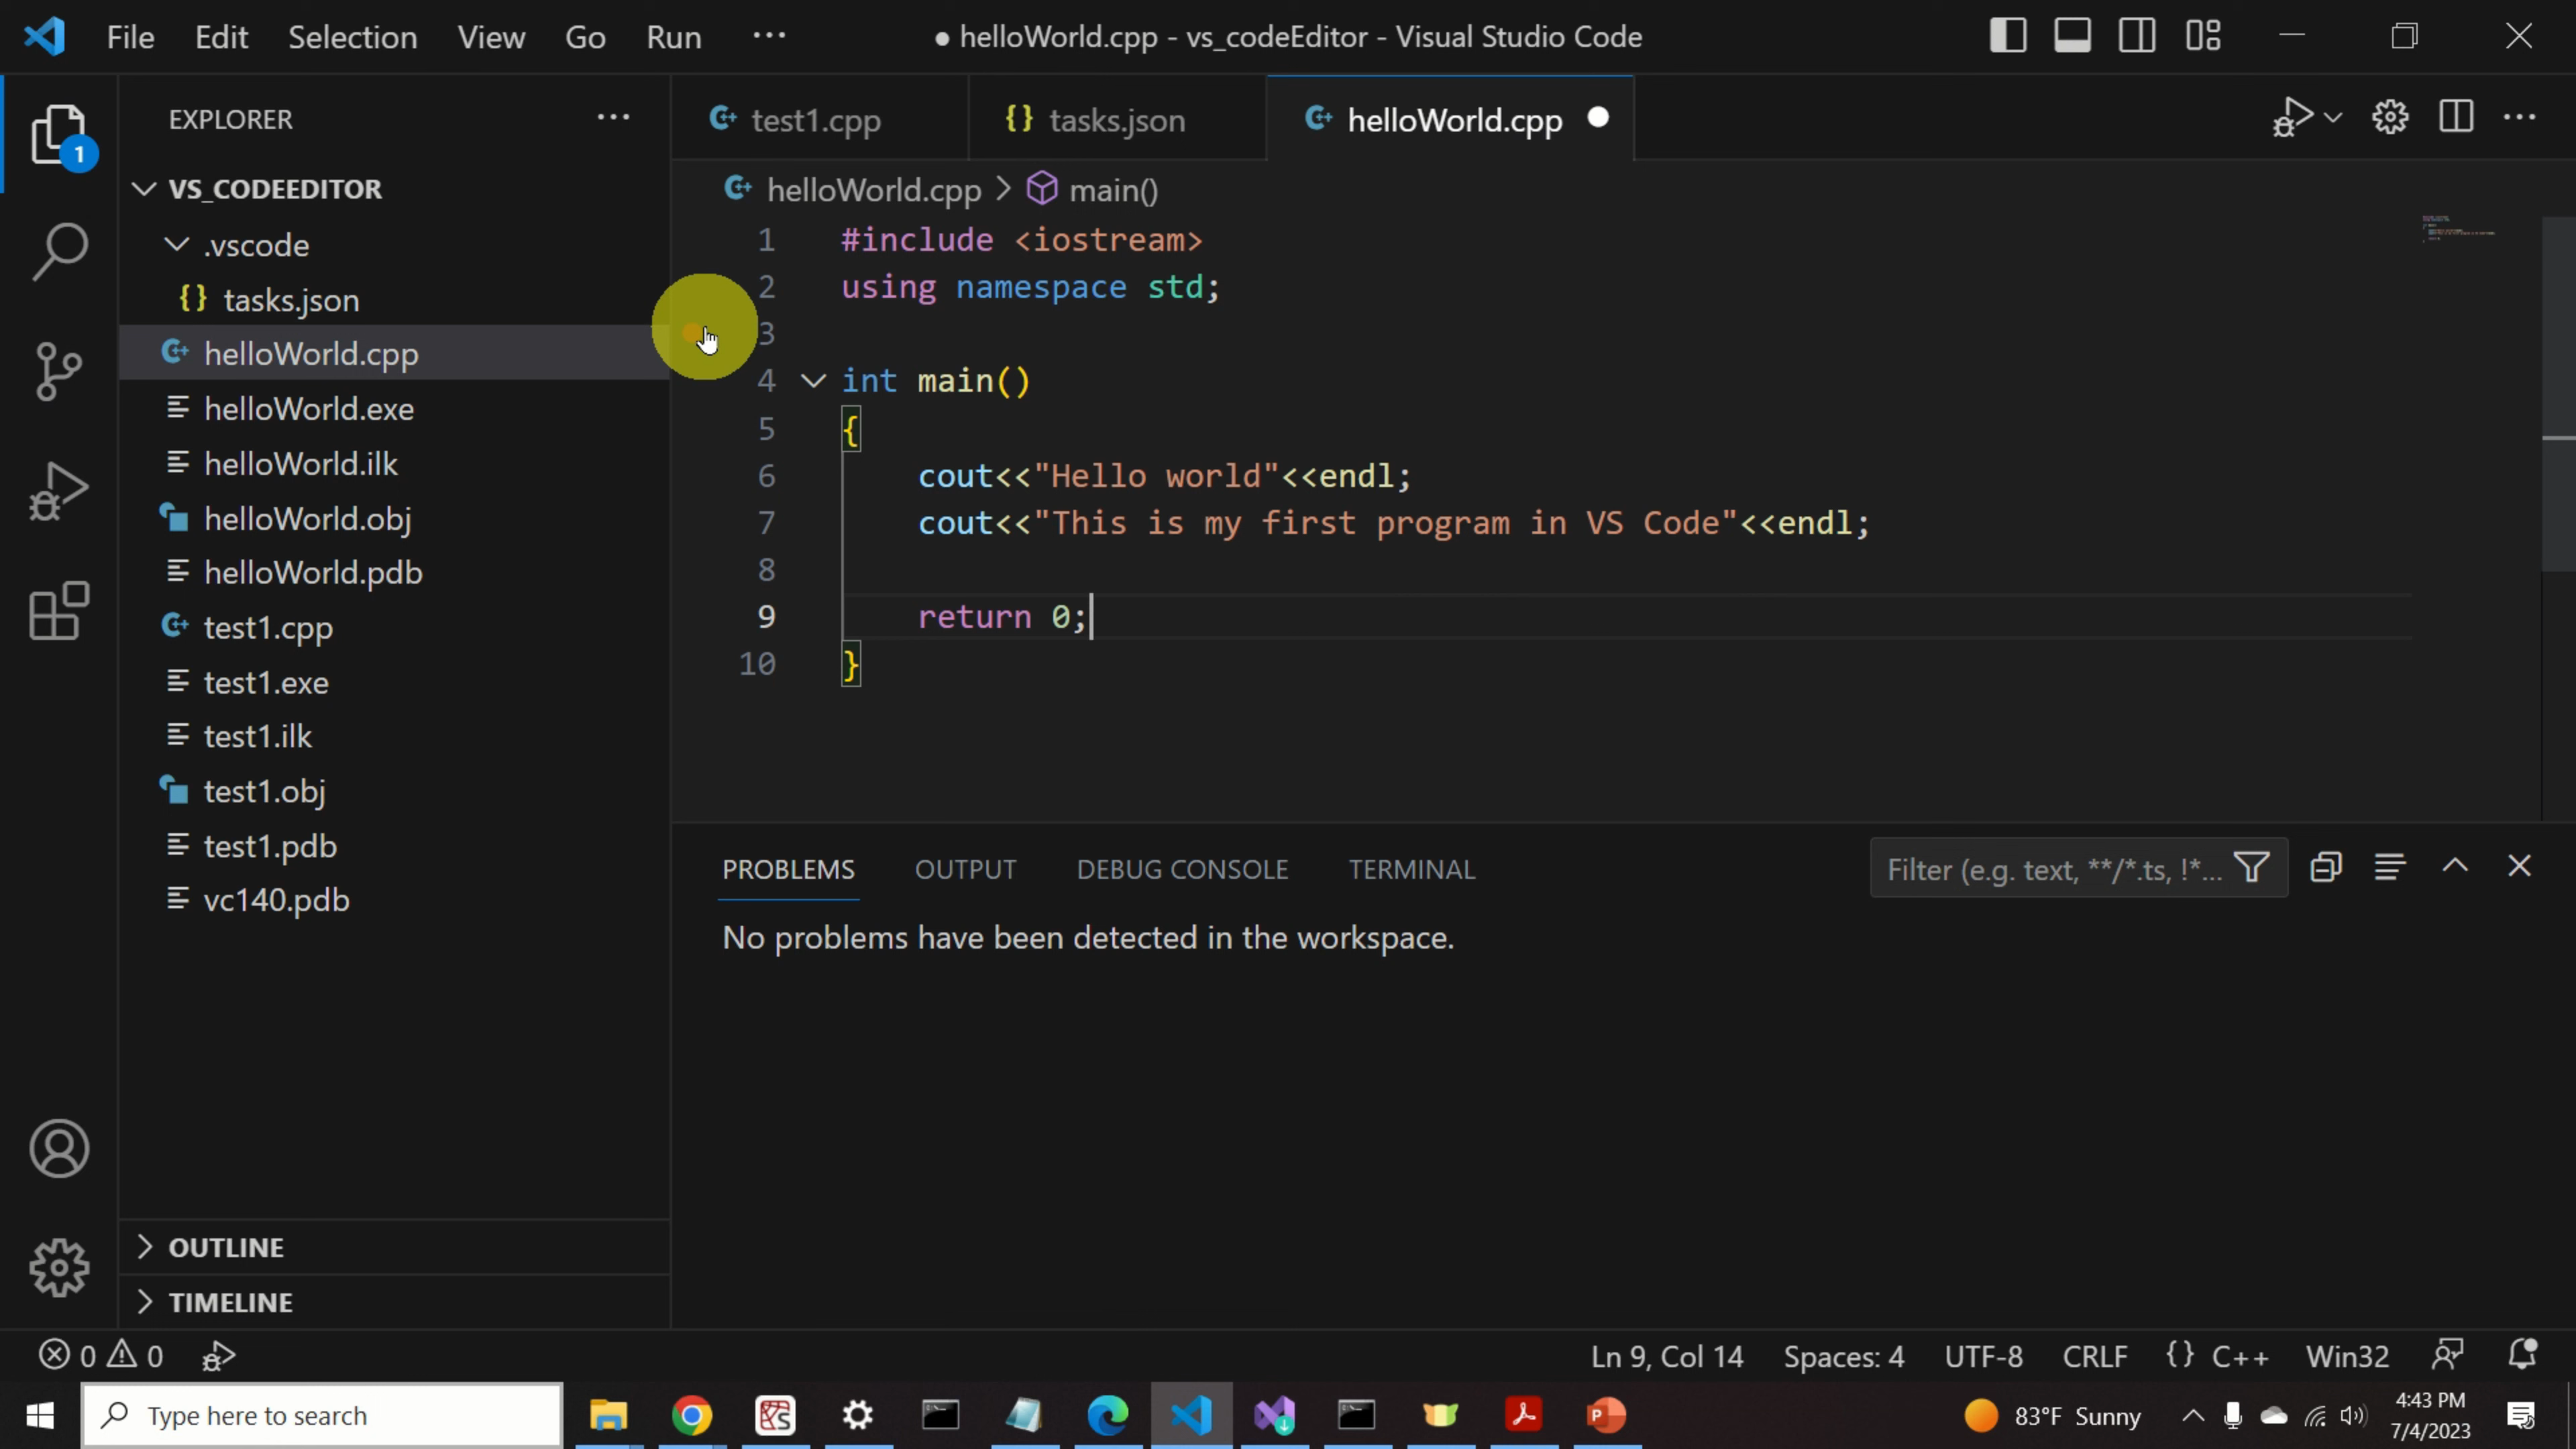 File Edit Selection View Go Run ··· ● helloWorld.cpp - vs_codeEditor - Visual Studio Code
EXPLORER ···
test1.cpp {} tasks.json helloWorld.cpp ●
1
VS_CODEEDITOR
helloWorld.cpp > main()
.vscode
{} tasks.json
helloWorld.cpp
helloWorld.exe
helloWorld.ilk
helloWorld.obj
helloWorld.pdb
test1.cpp
test1.exe
test1.ilk
test1.obj
test1.pdb
vc140.pdb
OUTLINE
TIMELINE
1 #include <iostream>
2 using namespace std;
3
4 int main()
5 {
6 cout<<"Hello world"<<endl;
7 cout<<"This is my first program in VS Code"<<endl;
8
9 return 0;
10 }
PROBLEMS OUTPUT DEBUG CONSOLE TERMINAL Filter (e.g. text, **/*.ts, !*...
No problems have been detected in the workspace.
0 0 Ln 9, Col 14 Spaces: 4 UTF-8 CRLF {} C++ Win32
Type here to search 83°F Sunny 4:43 PM
7/4/2023